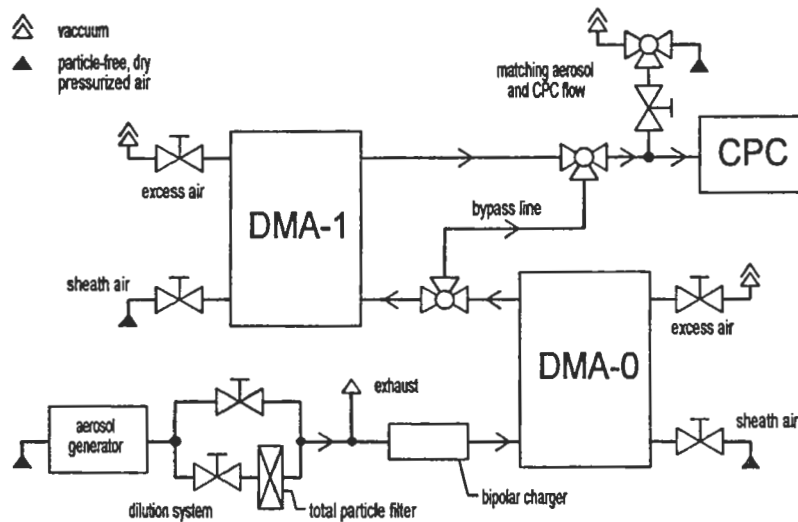 vaccuum
particle-free, dry
pressurized air
matching aerosol
and CPC flow
CPC
excess air
DMA-1
bypass line
sheath air
excess air
DMA-0
exhaust
sheath air
aerosol
generator
bipolar charger
dilution system
total particle filter